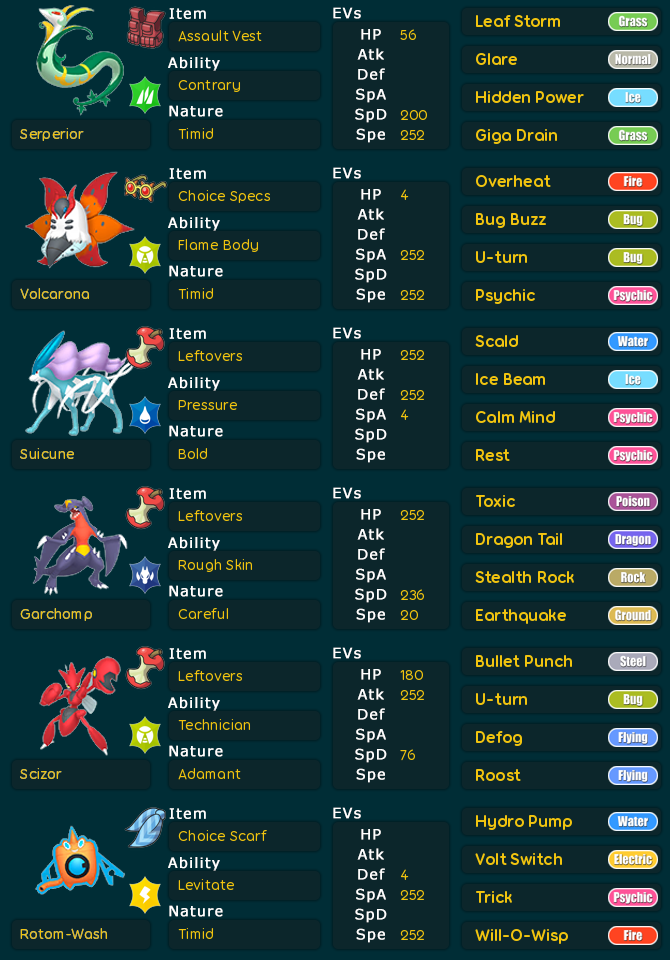 Item
Assault Vest
Ability
Contrary
Nature
Timid
Serperior
EVs
HP 56
Atk
Def
SpA
SpD 200
Spe 252
Leaf Storm Grass
Glare Normal
Hidden Power Ice
Giga Drain Grass
Item
Choice Specs
Ability
Flame Body
Nature
Timid
Volcarona
EVs
HP 4
Atk
Def
SpA 252
SpD
Spe 252
Overheat Fire
Bug Buzz Bug
U-turn Bug
Psychic Psychic
Item
Leftovers
Ability
Pressure
Nature
Bold
Suicune
EVs
HP 252
Atk
Def 252
SpA 4
SpD
Spe
Scald Water
Ice Beam Ice
Calm Mind Psychic
Rest Psychic
Item
Leftovers
Ability
Rough Skin
Nature
Careful
Garchomp
EVs
HP 252
Atk
Def
SpA
SpD 236
Spe 20
Toxic Poison
Dragon Tail Dragon
Stealth Rock Rock
Earthquake Ground
Item
Leftovers
Ability
Technician
Nature
Adamant
Scizor
EVs
HP 180
Atk 252
Def
SpA
SpD 76
Spe
Bullet Punch Steel
U-turn Bug
Defog Flying
Roost Flying
Item
Choice Scarf
Ability
Levitate
Nature
Timid
Rotom-Wash
EVs
HP
Atk
Def 4
SpA 252
SpD
Spe 252
Hydro Pump Water
Volt Switch Electric
Trick Psychic
Will-O-Wisp Fire